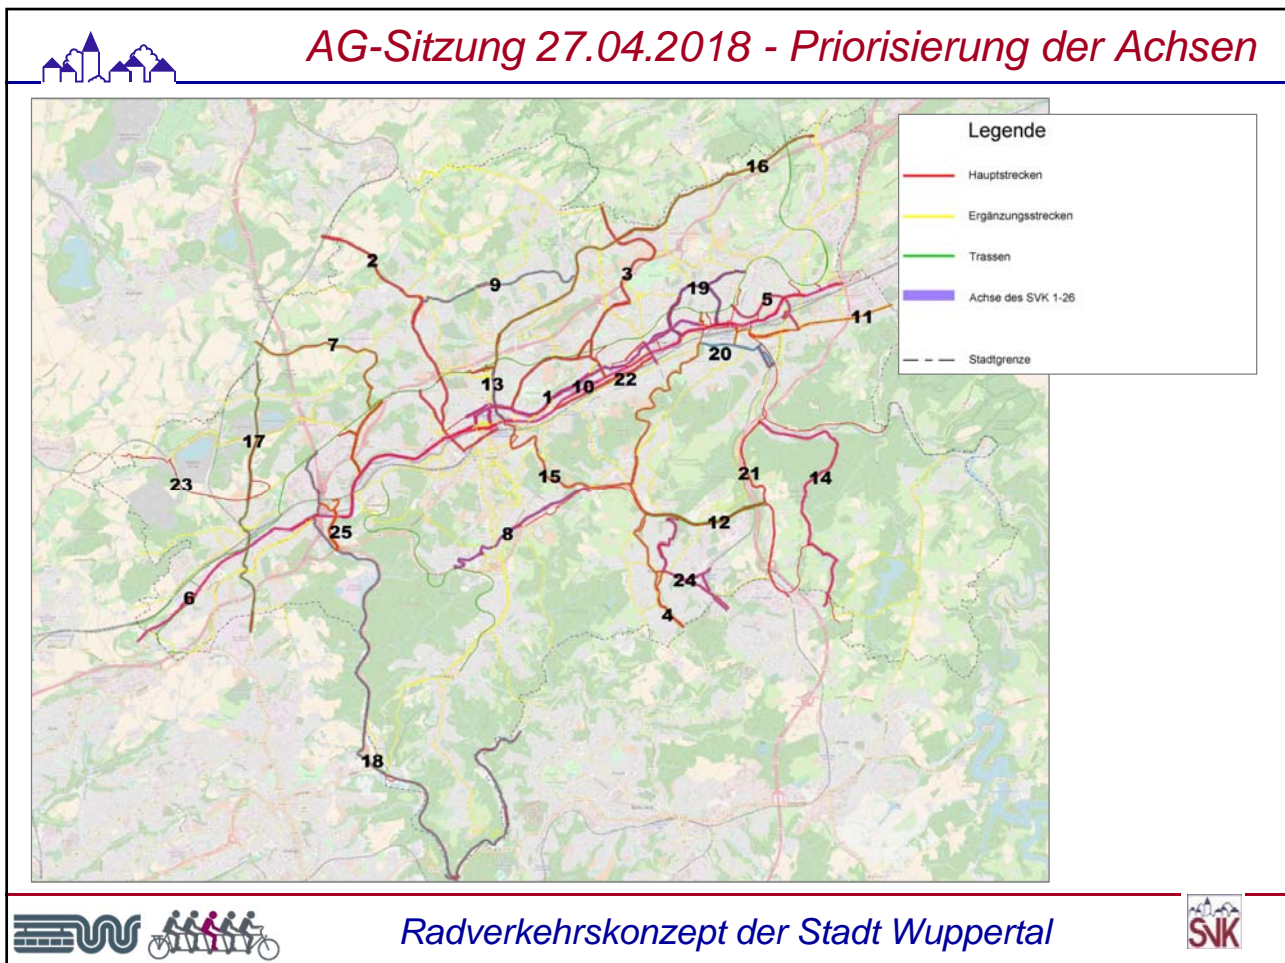 AG-Sitzung 27.04.2018 - Priorisierung der Achsen
Legende
Hauptstrecken
Ergänzungsstrecken
Trassen
Achse des SVK 1-26
Stadtgrenze
16
2
3
9
19
5
11
7
20
13
1
10
22
17
23
15
21
14
8
12
25
24
6
4
18
Radverkehrskonzept der Stadt Wuppertal
SVK